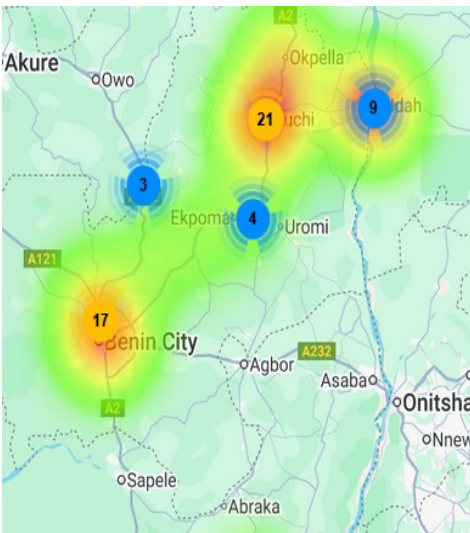 A2
Okpella
Akure
Owo
9
dah
21
uchi
3
4
Ekpoma
Uromi
A121
17
Benin City
A232
Agbor
Asaba
A2
Onitsha
Nnew
Sapele
Abraka